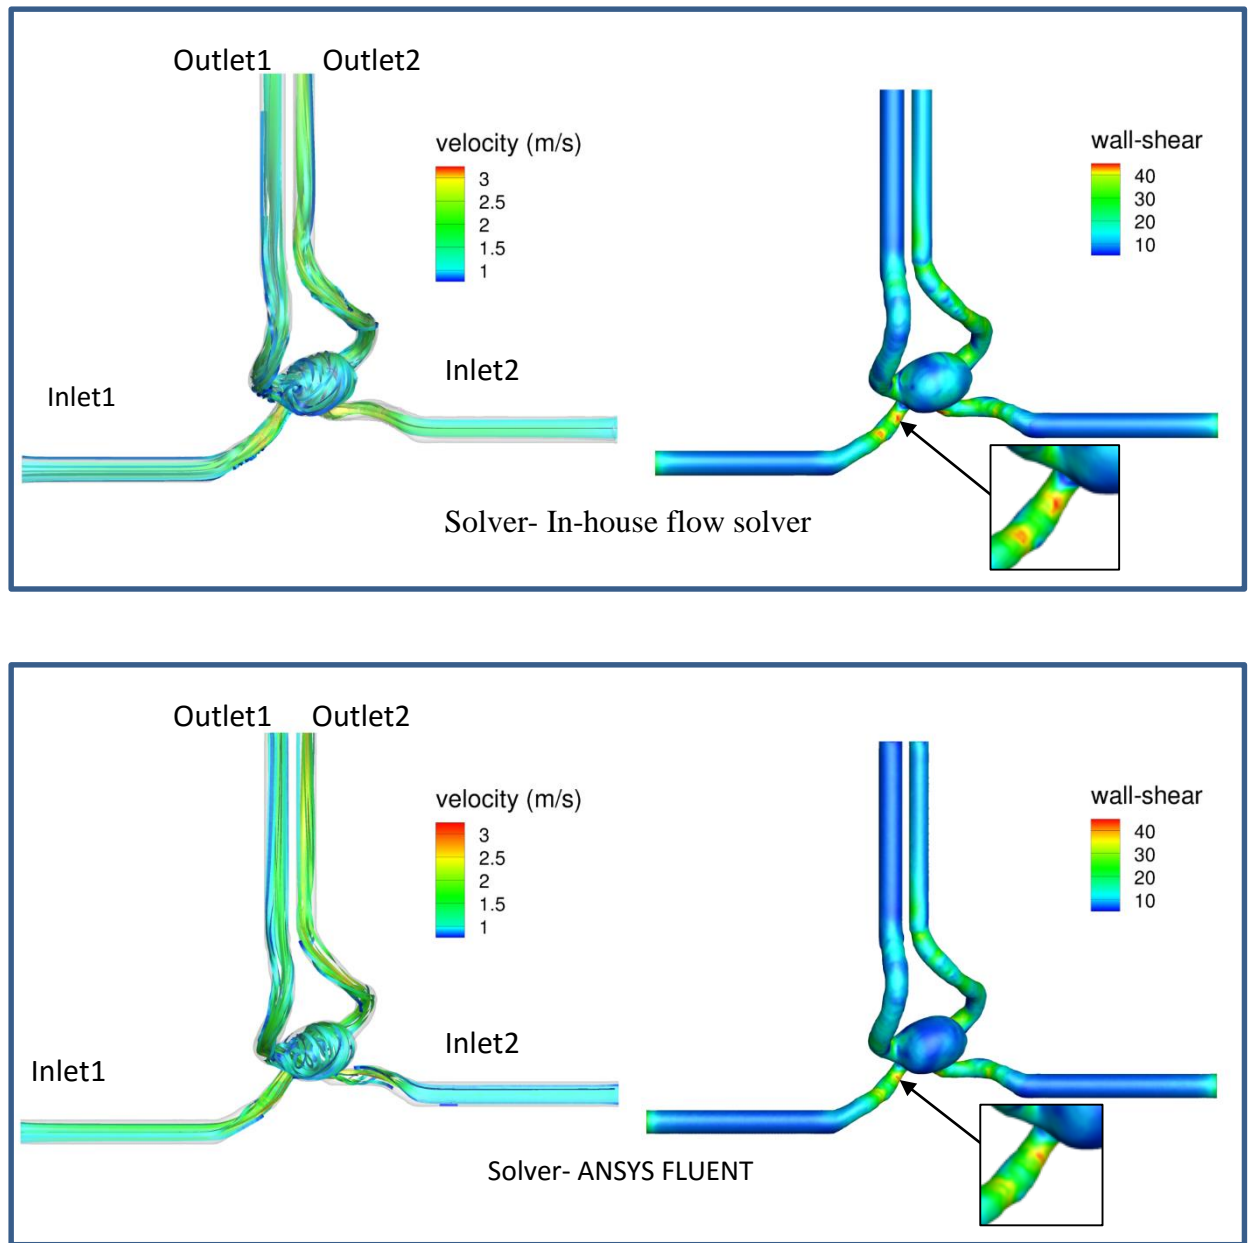 Outlet1 Outlet2
velocity (m/s)
3
2.5
2
1.5
1
Inlet1
Inlet2
wall-shear
40
30
20
10
Solver- In-house flow solver
Outlet1 Outlet2
velocity (m/s)
3
2.5
2
1.5
1
Inlet1
Inlet2
wall-shear
40
30
20
10
Solver- ANSYS FLUENT